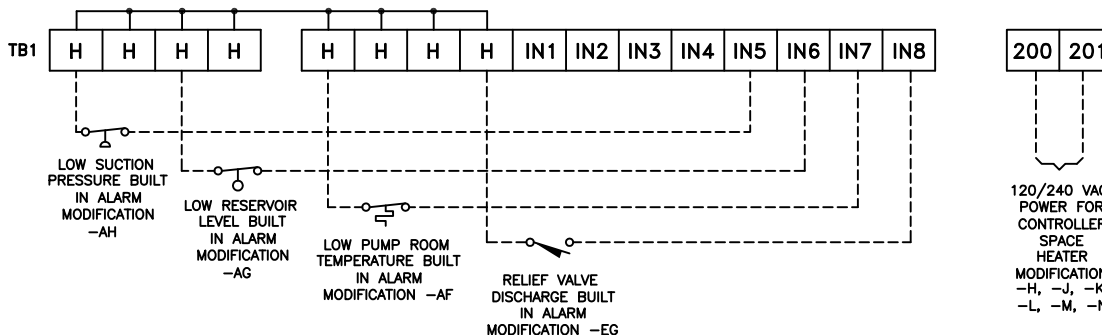 TB1 H H H H H H H H IN1 IN2 IN3 IN4 IN5 IN6 IN7 IN8 200 201
LOW SUCTION
PRESSURE BUILT
IN ALARM
MODIFICATION
-AH
LOW RESERVOIR
LEVEL BUILT
IN ALARM
MODIFICATION
-AG
LOW PUMP ROOM
TEMPERATURE BUILT
IN ALARM
MODIFICATION -AF
RELIEF VALVE
DISCHARGE BUILT
IN ALARM
MODIFICATION -EG
120/240 VAC
POWER FOR
CONTROLLER
SPACE
HEATER
MODIFICATION
-H, -J, -K
-L, -M, -N